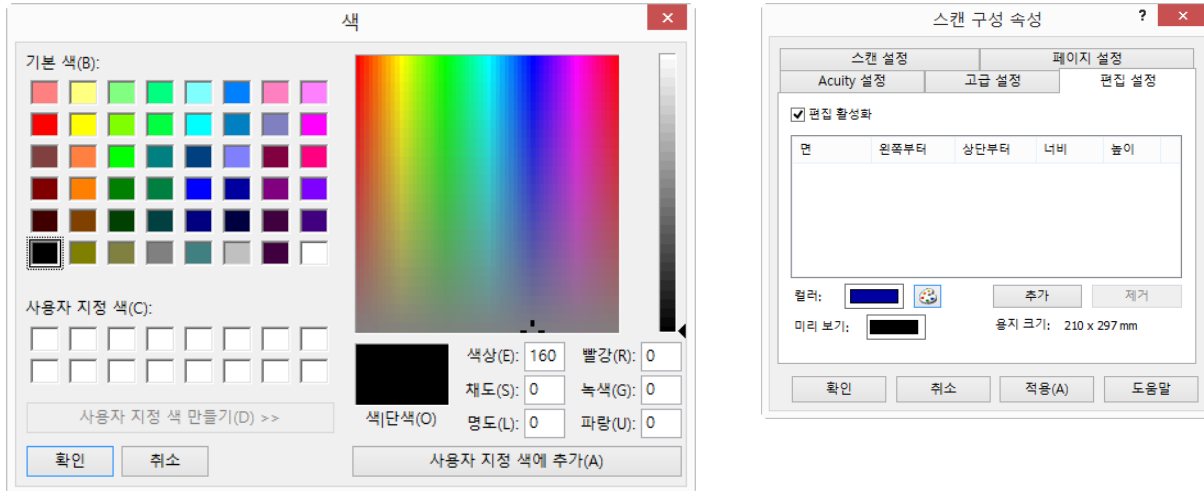 색
기본 색(B):
사용자 지정 색(C):
색상(E): 160 빨강(R): 0
채도(S): 0 녹색(G): 0
색|단색(O) 명도(L): 0 파랑(U): 0
사용자 지정 색 만들기(D) >>
확인 취소 사용자 지정 색에 추가(A)
스캔 구성 속성
스캔 설정 페이지 설정
Acuity 설정 고급 설정 편집 설정
편집 활성화
면 왼쪽부터 상단부터 너비 높이
컬러: 추가 제거
미리 보기: 용지 크기: 210 x 297 mm
확인 취소 적용(A) 도움말